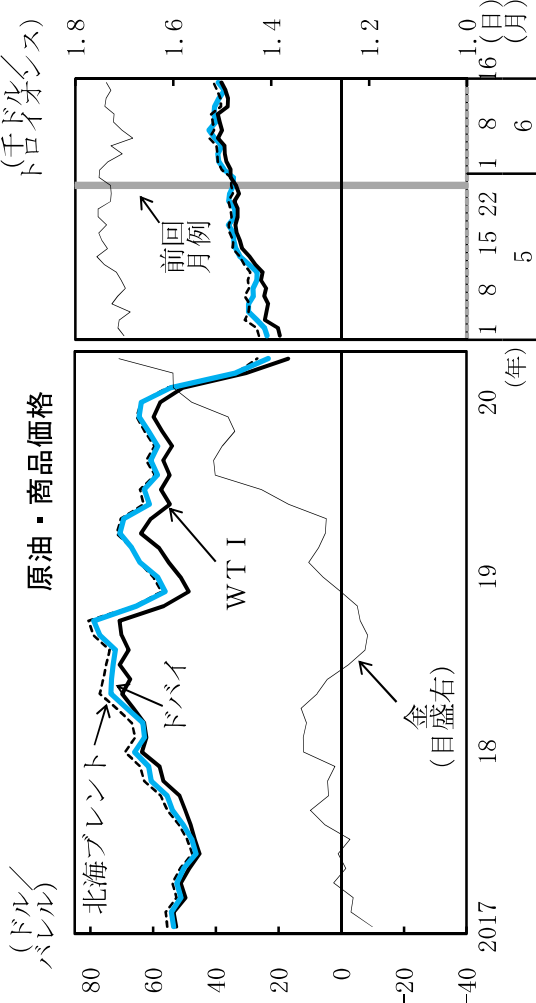 原油・商品価格
(ドル/
バレル)
(千ドル/
トロイオンス)
80
60
40
20
0
-20
-40
1.8
1.6
1.4
1.2
1.0
北海ブレント
ドバイ
WTI
金
(目盛右)
前回
月例
2017
18
19
20
(年)
1
8
15
22
1
8
16
(日)
5
6
(月)